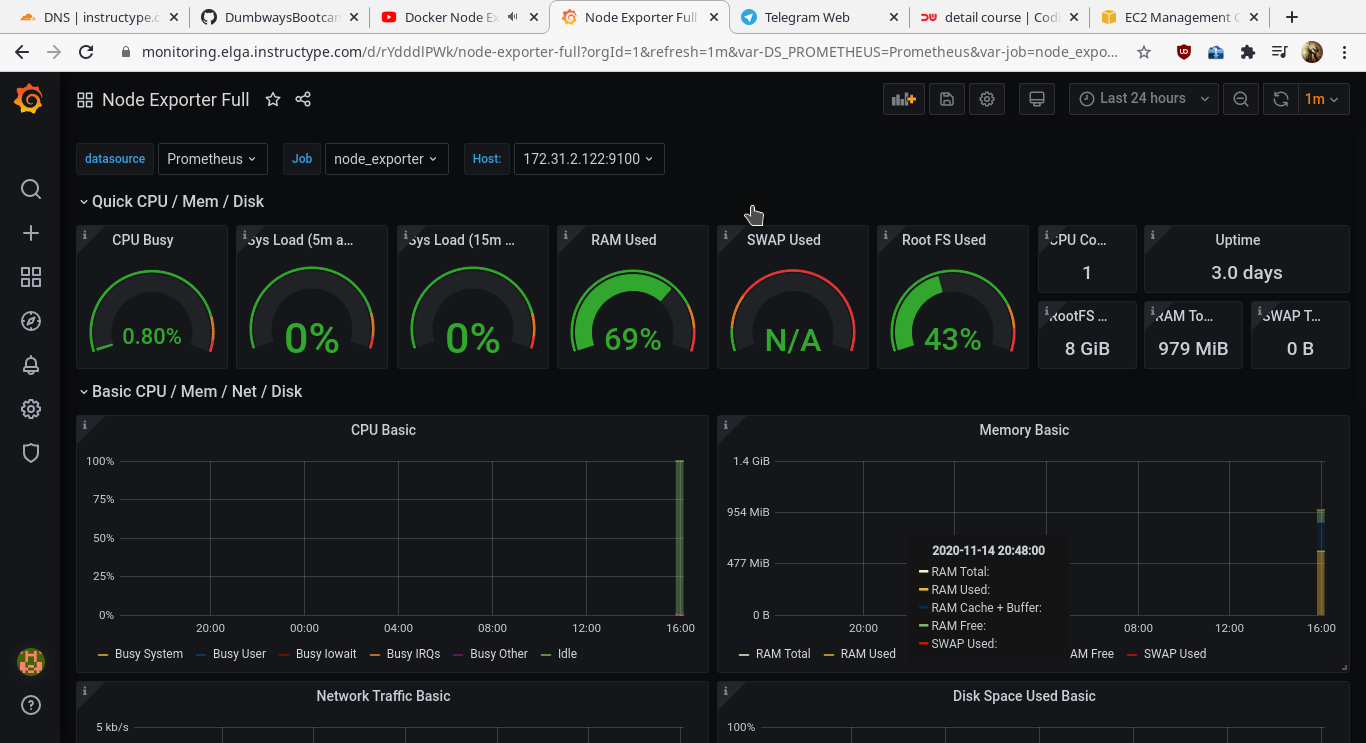 DNS | instructype.c
DumbwaysBootcan
Docker Node Ex
Node Exporter Full
Telegram Web
detail course | Codi
EC2 Management C
monitoring.elga.instructype.com/d/rYdddlPWk/node-exporter-full?orgId=1&refresh=1m&var-DS_PROMETHEUS=Prometheus&var-job=node_expo...
Node Exporter Full
Last 24 hours
1m
datasource Prometheus Job node_exporter Host: 172.31.2.122:9100
Quick CPU / Mem / Disk
CPU Busy
0.80%
Sys Load (5m a...
0%
Sys Load (15m ...
0%
RAM Used
69%
SWAP Used
N/A
Root FS Used
43%
CPU Co...
1
Uptime
3.0 days
RootFS ...
8 GiB
RAM To...
979 MiB
SWAP T...
0 B
Basic CPU / Mem / Net / Disk
CPU Basic
100%
75%
50%
25%
0%
20:00 00:00 04:00 08:00 12:00 16:00
Busy System Busy User Busy Iowait Busy IRQs Busy Other Idle
Memory Basic
1.4 GiB
954 MiB
477 MiB
0 B
20:00 08:00 12:00 16:00
2020-11-14 20:48:00
RAM Total:
RAM Used:
RAM Cache + Buffer:
RAM Free:
SWAP Used:
RAM Total RAM Used AM Free SWAP Used
Network Traffic Basic
5 kb/s
Disk Space Used Basic
100%